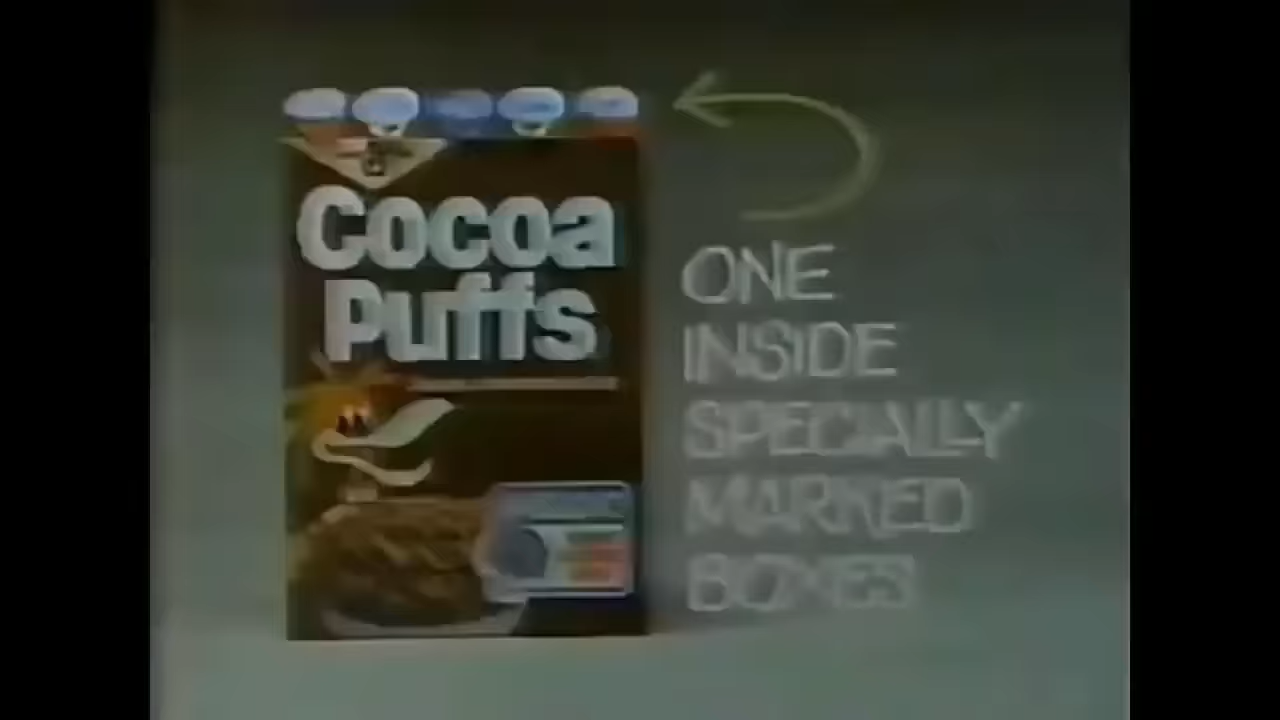 Cocoa
Puffs
ONE
INSIDE
SPECIALLY
MARKED
BOXES